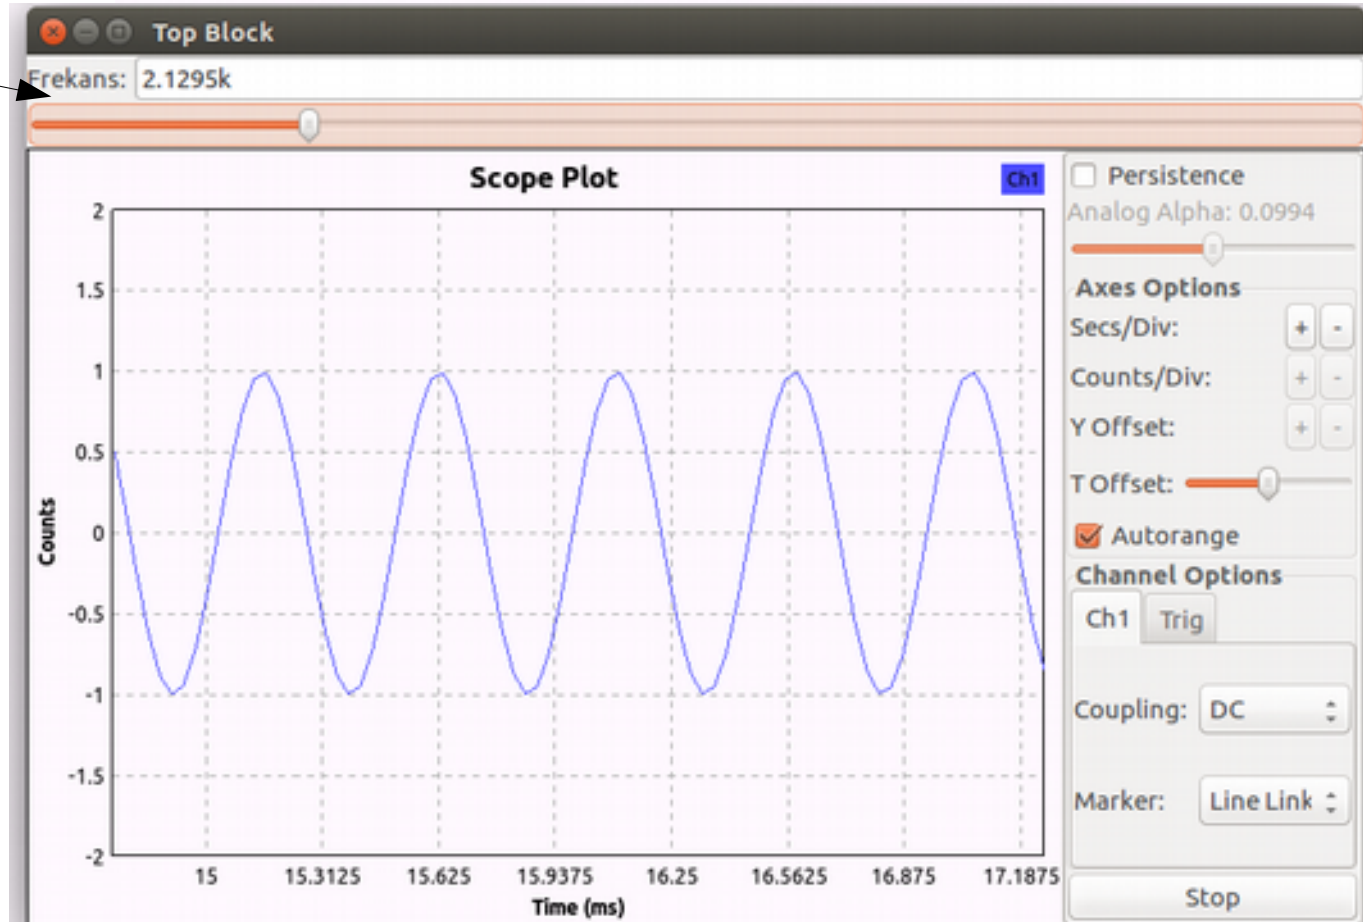 Top Block
Frekans: 2.1295k
Scope Plot
Ch1
2
1.5
1
0.5
0
-0.5
-1
-1.5
-2
Counts
15 15.3125 15.625 15.9375 16.25 16.5625 16.875 17.1875
Time (ms)
Persistence
Analog Alpha: 0.0994
Axes Options
Secs/Div: + -
Counts/Div: + -
Y Offset: + -
T Offset:
Autorange
Channel Options
Ch1 Trig
Coupling: DC
Marker: Line Link
Stop